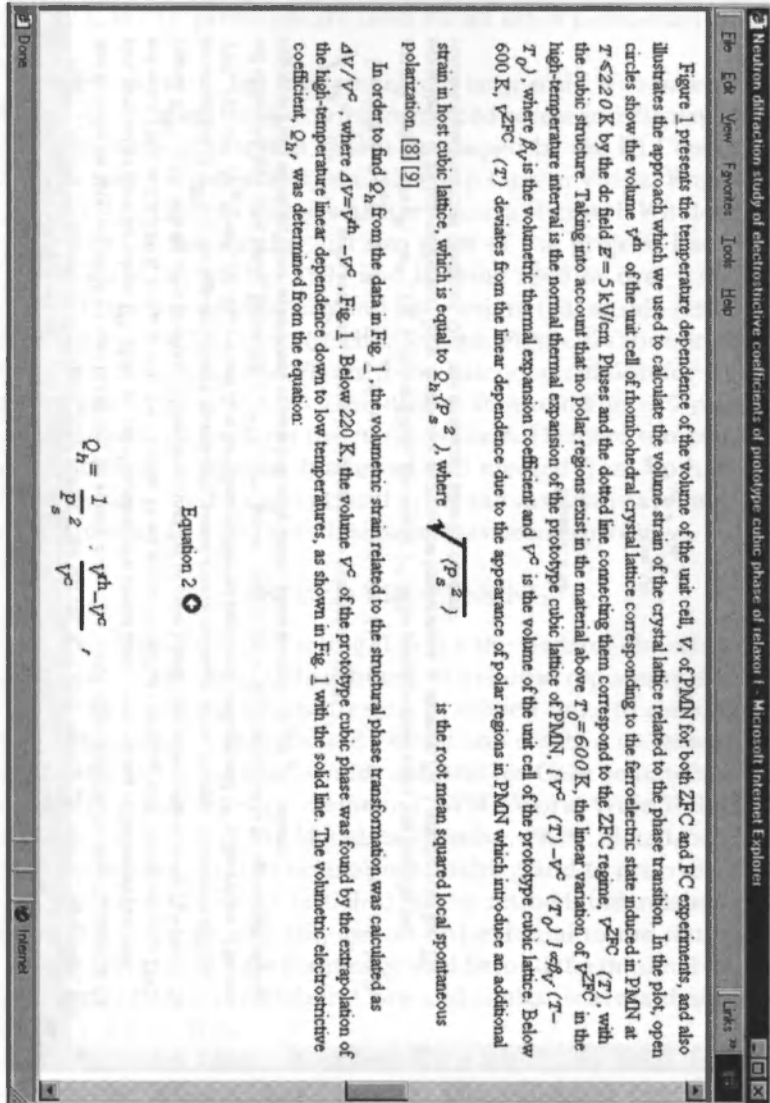 Neutron diffraction study of electrostrictive coefficients of prototype cubic phase of relaxor f - Microsoft Internet Explorer
File Edit View Favorites Tools Help
Links »
Figure 1 presents the temperature dependence of the volume of the unit cell, V, of PMN for both ZFC and FC experiments, and also
illustrates the approach which we used to calculate the volume strain of the crystal lattice related to the phase transition. In the plot, open
circles show the volume V^rh of the unit cell of rhombohedral crystal lattice, corresponding to the ferroelectric state induced in PMN at
T⩽220 K by the dc field E=5 kV/cm. Pluses and the dotted line connecting them correspond to the ZFC regime, V^ZFC (T), with
the cubic structure. Taking into account that no polar regions exist in the material above T_0=600 K, the linear variation of V^ZFC, in the
high-temperature interval is the normal thermal expansion of the prototype cubic lattice of PMN [V^c (T)-V^c (T_0)]∝β_V (T-
T_0), where β_V is the volumetric thermal expansion coefficient and V^c is the volume of the unit cell of the prototype cubic lattice. Below
600 K, V^ZFC (T) deviates from the linear dependence due to the appearance of polar regions in PMN which introduce an additional
strain in host cubic lattice, which is equal to Q_h·(P_s^2), where √(P_s^2) is the root mean squared local spontaneous
polarization. [8] [9]
In order to find Q_h from the data in Fig. 1, the volumetric strain related to the structural phase transformation was calculated as
ΔV/V^c, where ΔV=V^rh-V^c, Fig. 1. Below 220 K, the volume V^c of the prototype cubic phase was found by the extrapolation of
the high-temperature linear dependence down to low temperatures, as shown in Fig. 1 with the solid line. The volumetric electrostrictive
coefficient, Q_h, was determined from the equation:
Equation 2
Q_h = 1/P_s^2 · (V^rh-V^c)/V^c ,
Done
Internet